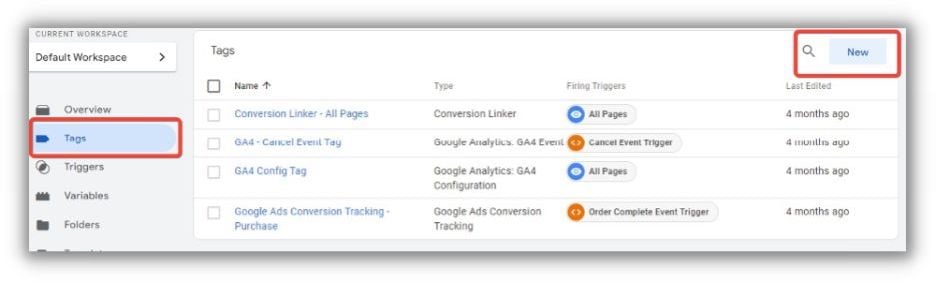 CURRENT WORKSPACE
Default Workspace
Overview
Tags
Triggers
Variables
Folders
Tags
New
Name Type Firing Triggers Last Edited
Conversion Linker - All Pages Conversion Linker All Pages 4 months ago
GA4 - Cancel Event Tag Google Analytics: GA4 Event Cancel Event Trigger 4 months ago
GA4 Config Tag Google Analytics: GA4 All Pages 4 months ago
Configuration
Google Ads Conversion Tracking - Google Ads Conversion Order Complete Event Trigger 4 months ago
Purchase Tracking